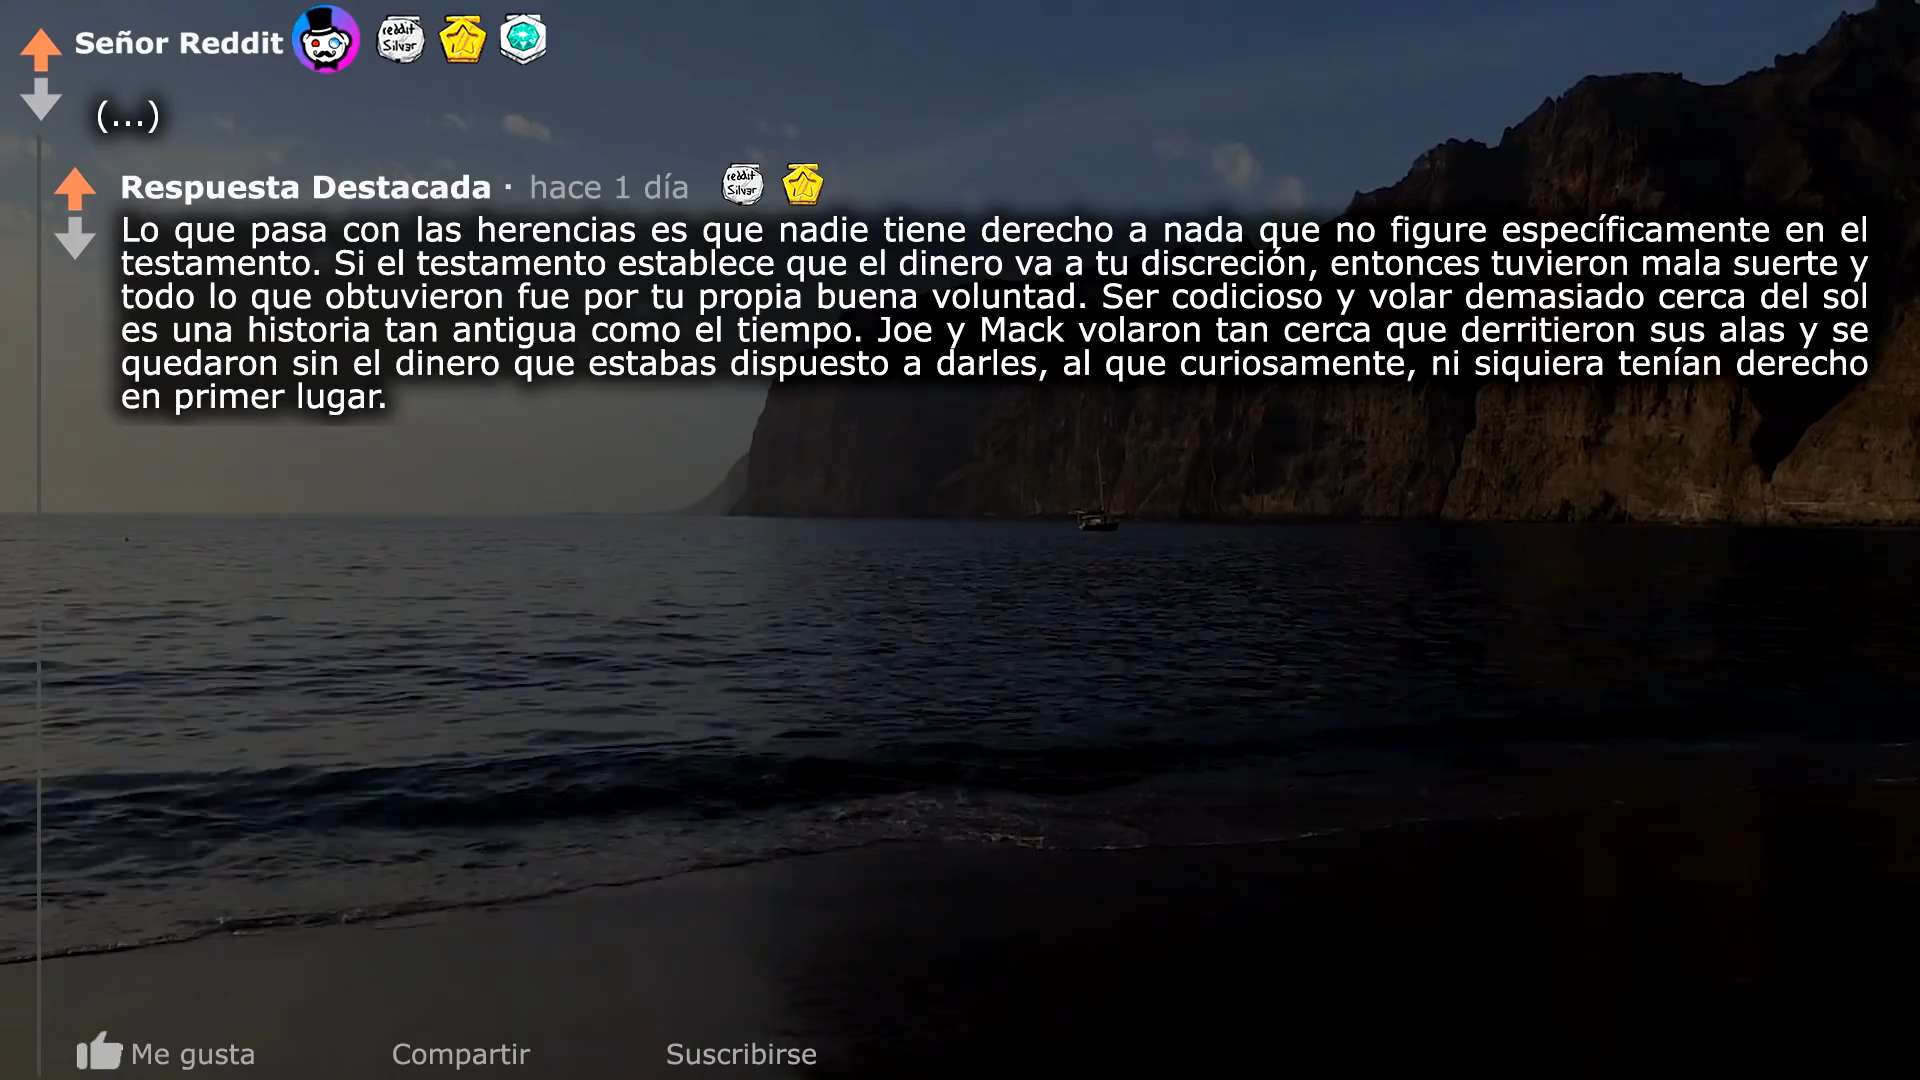 Señor Reddit
reddit
Silver
(...)
Respuesta Destacada · hace 1 día
reddit
Silver
Lo que pasa con las herencias es que nadie tiene derecho a nada que no figure específicamente en el
testamento. Si el testamento establece que el dinero va a tu discreción, entonces tuvieron mala suerte y
todo lo que obtuvieron fue por tu propia buena voluntad. Ser codicioso y volar demasiado cerca del sol
es una historia tan antigua como el tiempo. Joe y Mack volaron tan cerca que derritieron sus alas y se
quedaron sin el dinero que estabas dispuesto a darles, al que curiosamente, ni siquiera tenían derecho
en primer lugar.
Me gusta Compartir Suscribirse